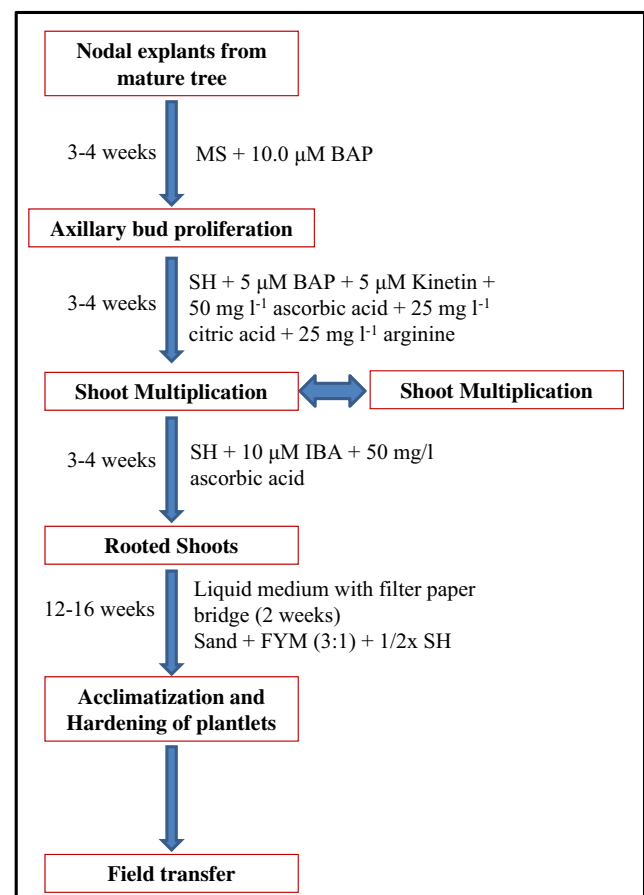 Nodal explants from
mature tree
3-4 weeks
MS + 10.0 μM BAP
Axillary bud proliferation
3-4 weeks
SH + 5 μM BAP + 5 μM Kinetin +
50 mg l⁻¹ ascorbic acid + 25 mg l⁻¹
citric acid + 25 mg l⁻¹ arginine
Shoot Multiplication
Shoot Multiplication
3-4 weeks
SH + 10 μM IBA + 50 mg/l
ascorbic acid
Rooted Shoots
12-16 weeks
Liquid medium with filter paper
bridge (2 weeks)
Sand + FYM (3:1) + 1/2x SH
Acclimatization and
Hardening of plantlets
Field transfer